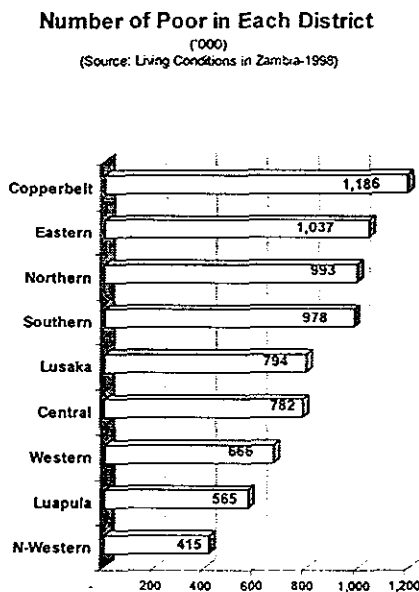 Number of Poor in Each District
('000)
(Source: Living Conditions in Zambia-1998)
Copperbelt 1,186
Eastern 1,037
Northern 993
Southern 978
Lusaka 794
Central 782
Western 666
Luapula 565
N-Western 415
- 200 400 600 800 1,000 1,200